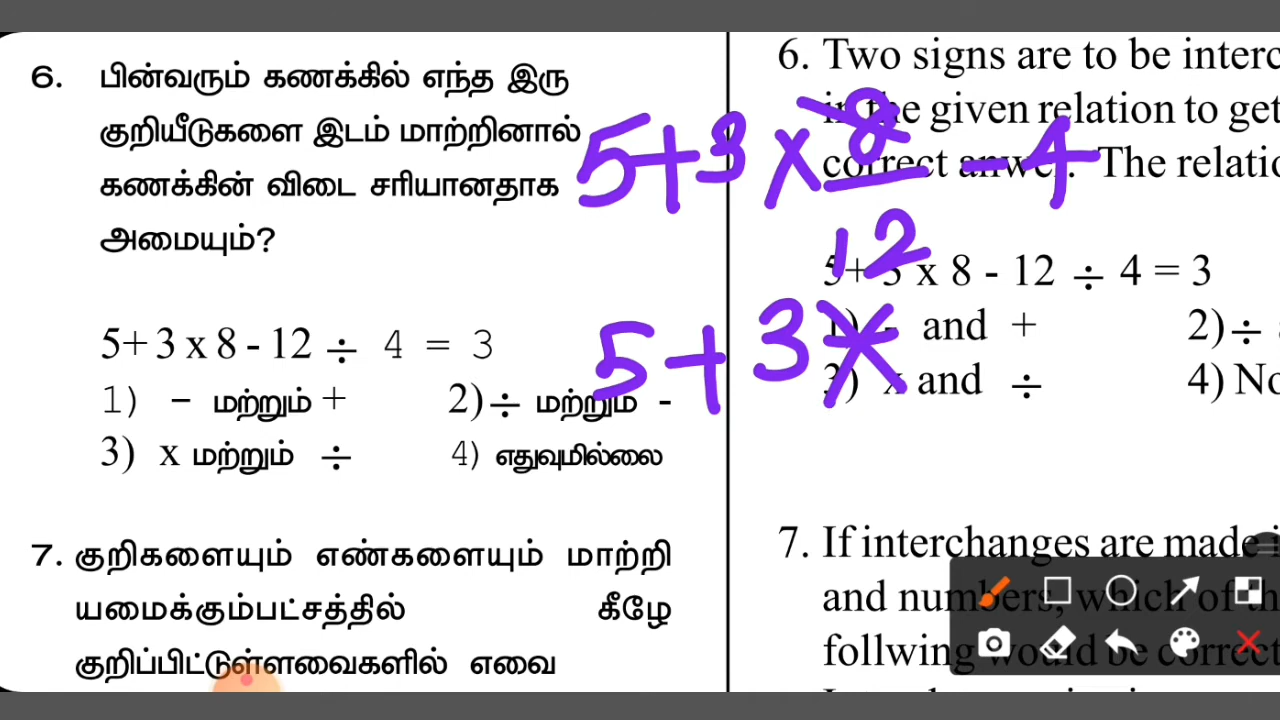 6. பின்வரும் கணக்கில் எந்த இரு
குறியீடுகளை இடம் மாற்றினால்
கணக்கின் விடை சரியானதாக
அமையும்?
5+ 3 x 8 - 12 ÷ 4 = 3
1) - மற்றும் +
2) ÷ மற்றும் -
3) x மற்றும் ÷
4) எதுவுமில்லை
7. குறிகளையும் எண்களையும் மாற்றி
யமைக்கும்பட்சத்தில் கீழே
குறிப்பிட்டுள்ளவைகளில் எவை
5+3 x 8/12 - 4
5+3x
6. Two signs are to be interc
in the given relation to get
correct anwer. The relatio
5+ 3 x 8 - 12 ÷ 4 = 3
1) - and +
2) ÷
3) x and ÷
4) No
7. If interchanges are made i
and numbers, which of th
follwing would be correct